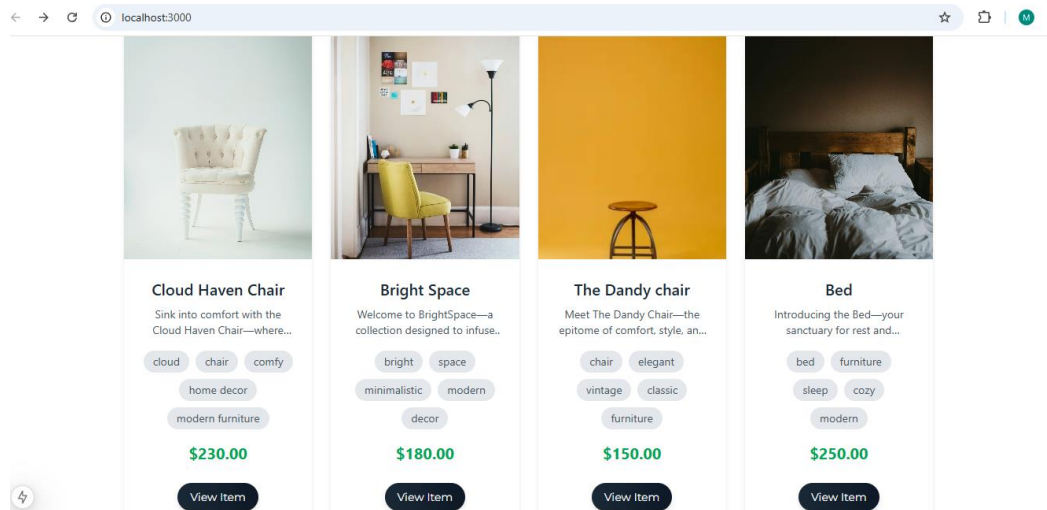 localhost:3000
M
Cloud Haven Chair
Sink into comfort with the
Cloud Haven Chair—where...
cloud chair comfy
home decor
modern furniture
$230.00
View Item
Bright Space
Welcome to BrightSpace—a
collection designed to infuse..
bright space
minimalistic modern
decor
$180.00
View Item
The Dandy chair
Meet The Dandy Chair—the
epitome of comfort, style, an...
chair elegant
vintage classic
furniture
$150.00
View Item
Bed
Introducing the Bed—your
sanctuary for rest and...
bed furniture
sleep cozy
modern
$250.00
View Item